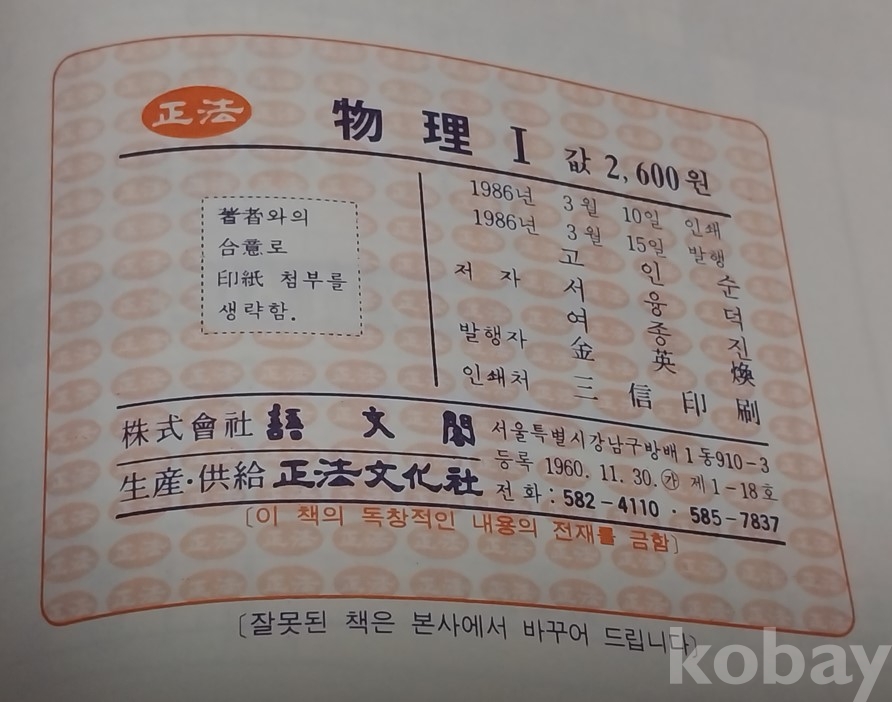 正法
物理 I 값 2,600원
著者와의
合意로
印紙 첨부를
생략함.
1986년 3월 10일 인쇄
1986년 3월 15일 발행
저자 고인순
서융덕
여종진
발행자 金英煥
인쇄처 三信印刷
株式會社 語文閣 서울특별시강남구방배1동910-3
등록 1960. 11. 30. ㉮ 제1-18호
生産·供給 正法文化社 전화 : 582-4110 · 585-7837
〔이 책의 독창적인 내용의 전재를 금함〕
〔잘못된 책은 본사에서 바꾸어 드립니다〕
kobay